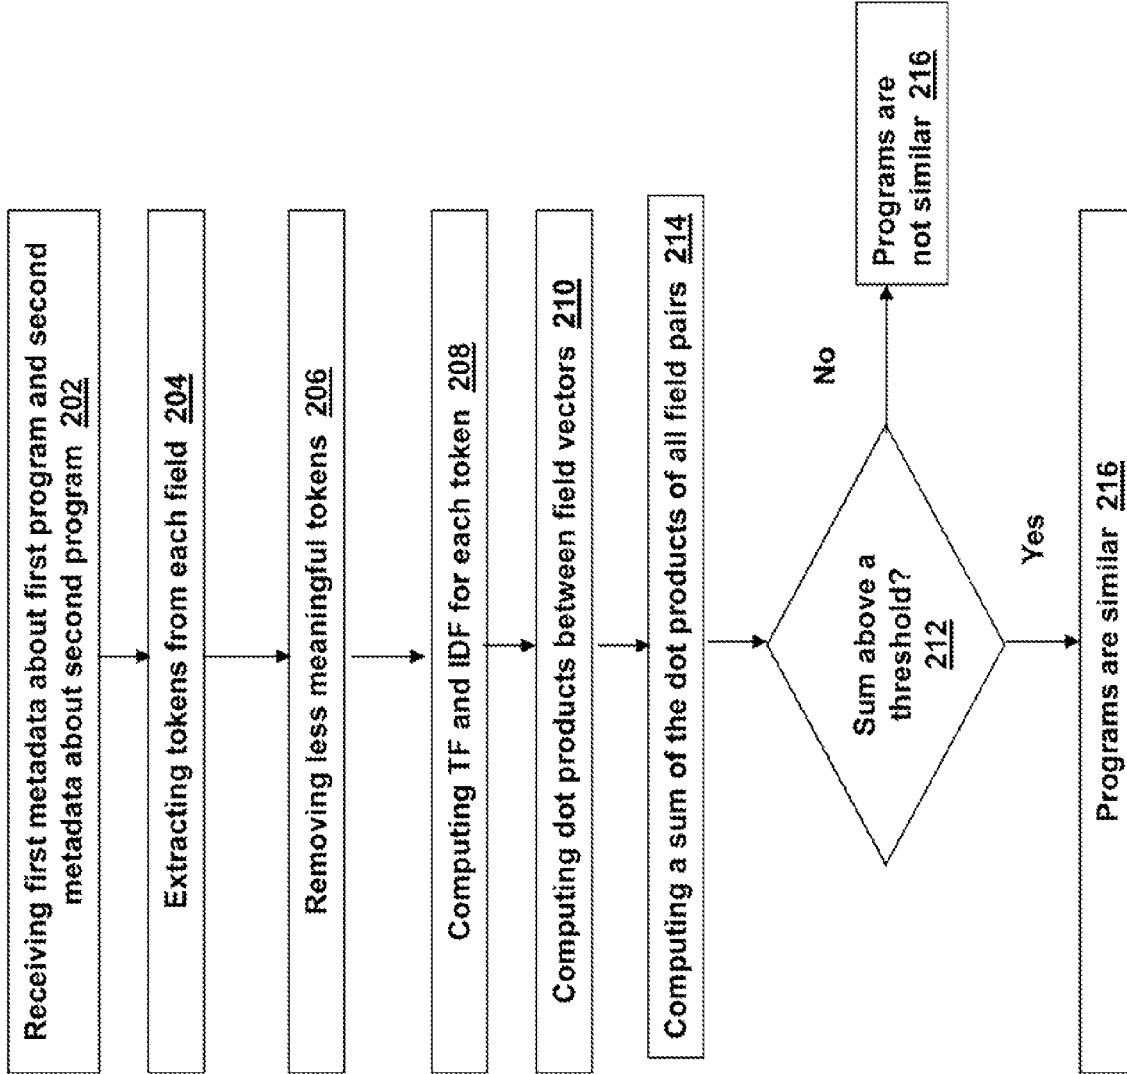 Receiving first metadata about first program and second
metadata about second program 202
Extracting tokens from each field 204
Removing less meaningful tokens 206
Computing TF and IDF for each token 208
Computing dot products between field vectors 210
Computing a sum of the dot products of all field pairs 214
Sum above a
threshold?
212
No
Programs are
not similar 216
Yes
Programs are similar 216